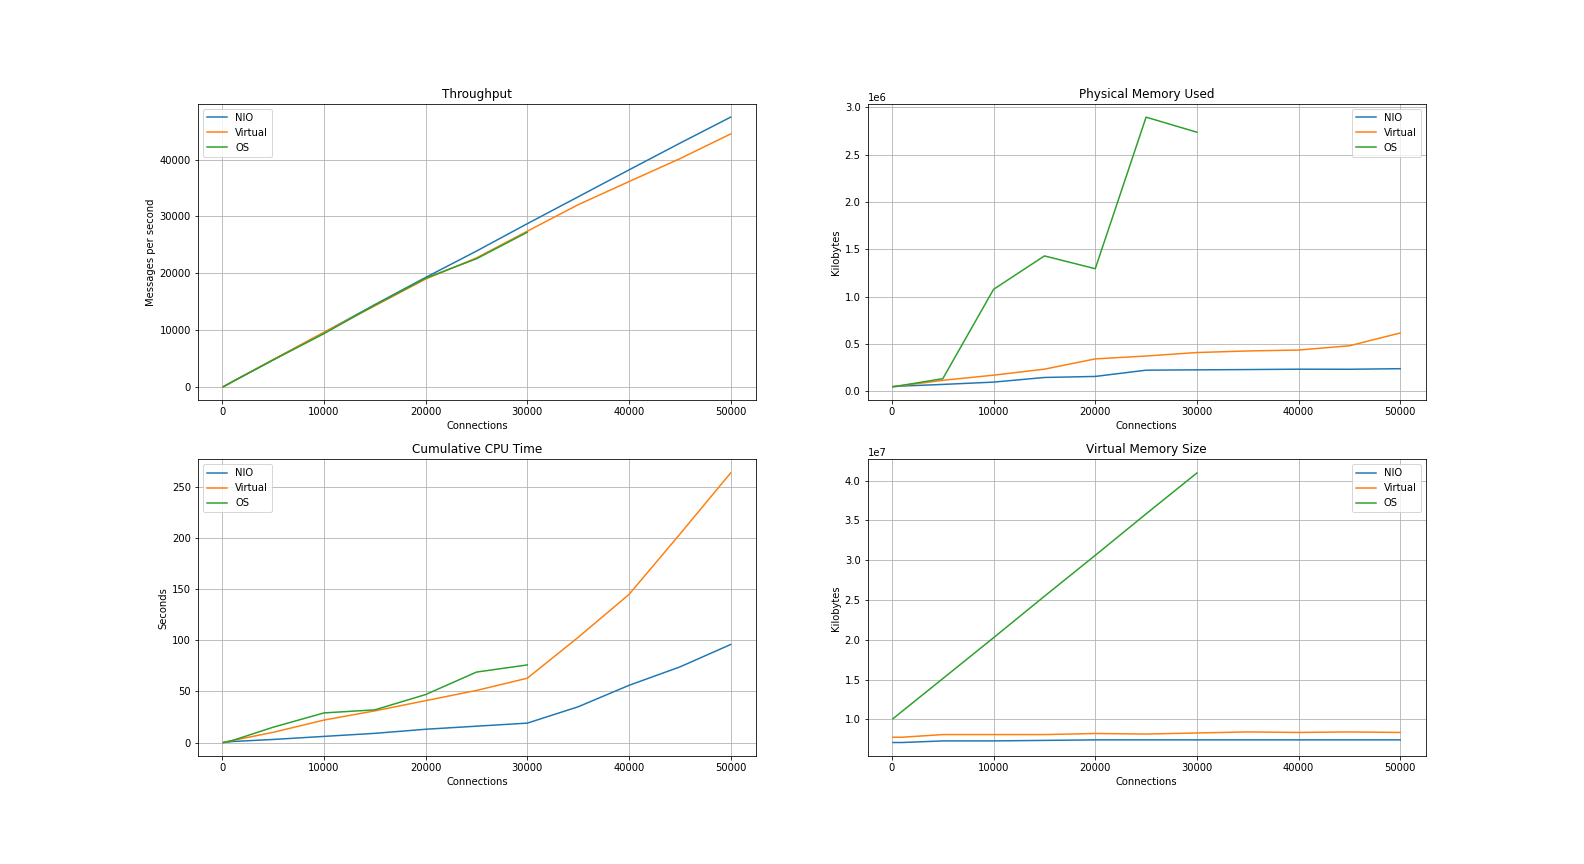 Throughput
NIO
Virtual
OS
Messages per second
40000
30000
20000
10000
0
0 10000 20000 30000 40000 50000
Connections
Physical Memory Used
1e6
NIO
Virtual
OS
Kilobytes
3.0
2.5
2.0
1.5
1.0
0.5
0.0
0 10000 20000 30000 40000 50000
Connections
Cumulative CPU Time
NIO
Virtual
OS
Seconds
250
200
150
100
50
0
0 10000 20000 30000 40000 50000
Connections
Virtual Memory Size
1e7
NIO
Virtual
OS
Kilobytes
4.0
3.5
3.0
2.5
2.0
1.5
1.0
0 10000 20000 30000 40000 50000
Connections